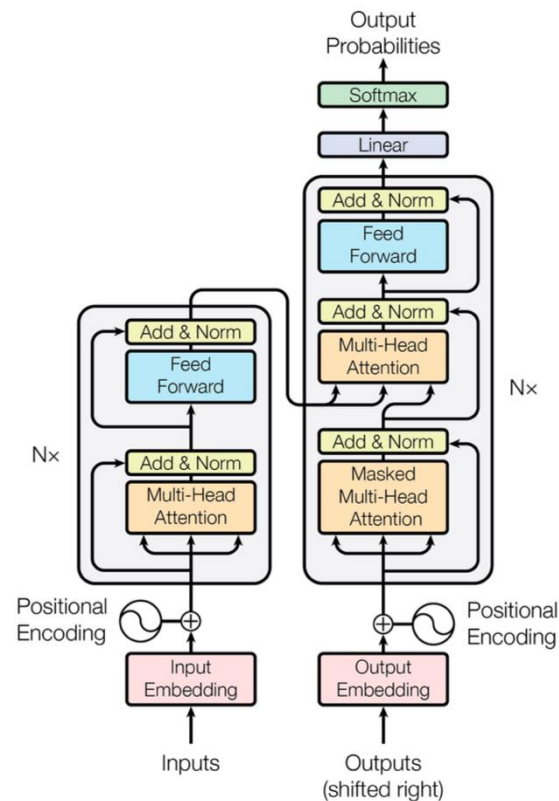 Output
Probabilities
Softmax
Linear
Add & Norm
Feed
Forward
Add & Norm
Multi-Head
Attention
Add & Norm
Masked
Multi-Head
Attention
Nx
Add & Norm
Feed
Forward
Add & Norm
Multi-Head
Attention
Nx
Positional
Encoding
Positional
Encoding
Input
Embedding
Output
Embedding
Inputs
Outputs
(shifted right)